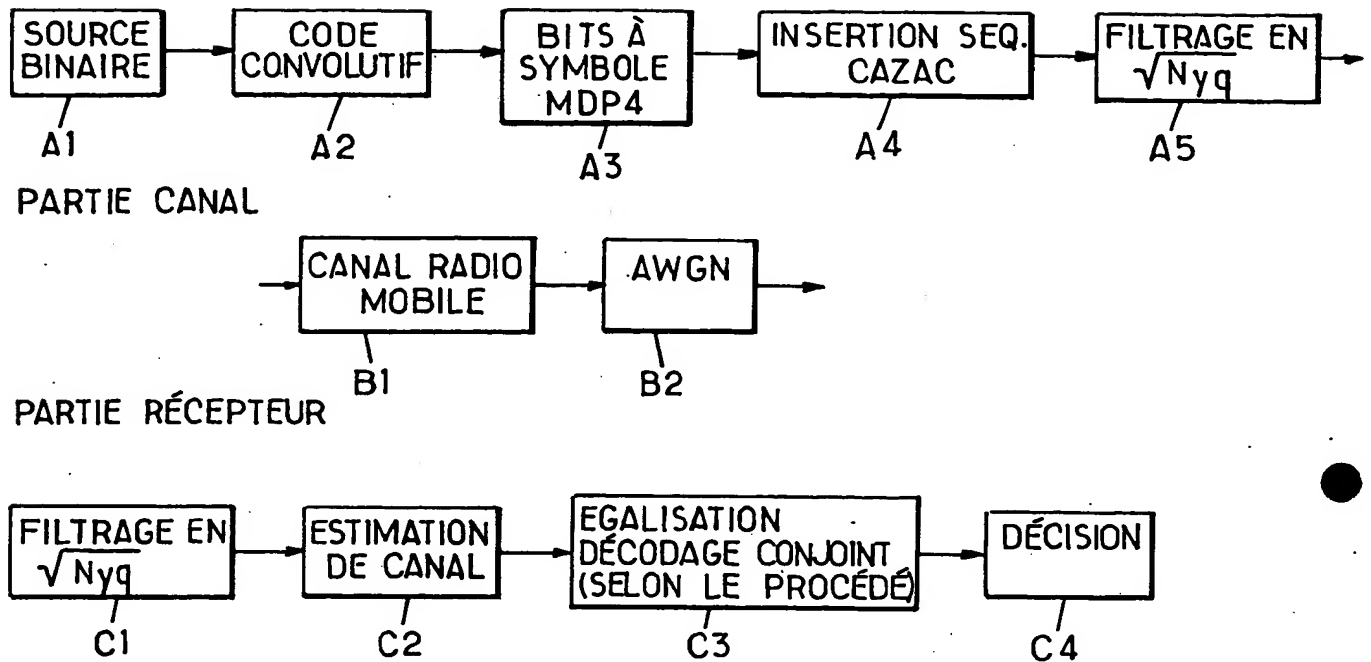 SOURCE
BINAIRE
CODE
CONVOLUTIF
BITS À
SYMBOLE
MDP4
INSERTION SEQ.
CAZAC
FILTRAGE EN
√Nyq
A1
A2
A3
A4
A5
PARTIE CANAL
CANAL RADIO
MOBILE
AWGN
B1
B2
PARTIE RÉCEPTEUR
FILTRAGE EN
√Nyq
ESTIMATION
DE CANAL
EGALISATION
DÉCODAGE CONJOINT
(SELON LE PROCÉDÉ)
DÉCISION
C1
C2
C3
C4